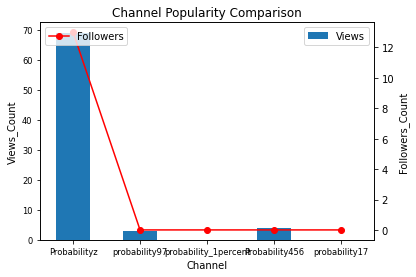 Channel Popularity Comparison
Followers
Views
Views_Count
70
60
50
40
30
20
10
0
Followers_Count
12
10
8
6
4
2
0
Probabilityz probability97 probability_1percent Probability456 probability17
Channel